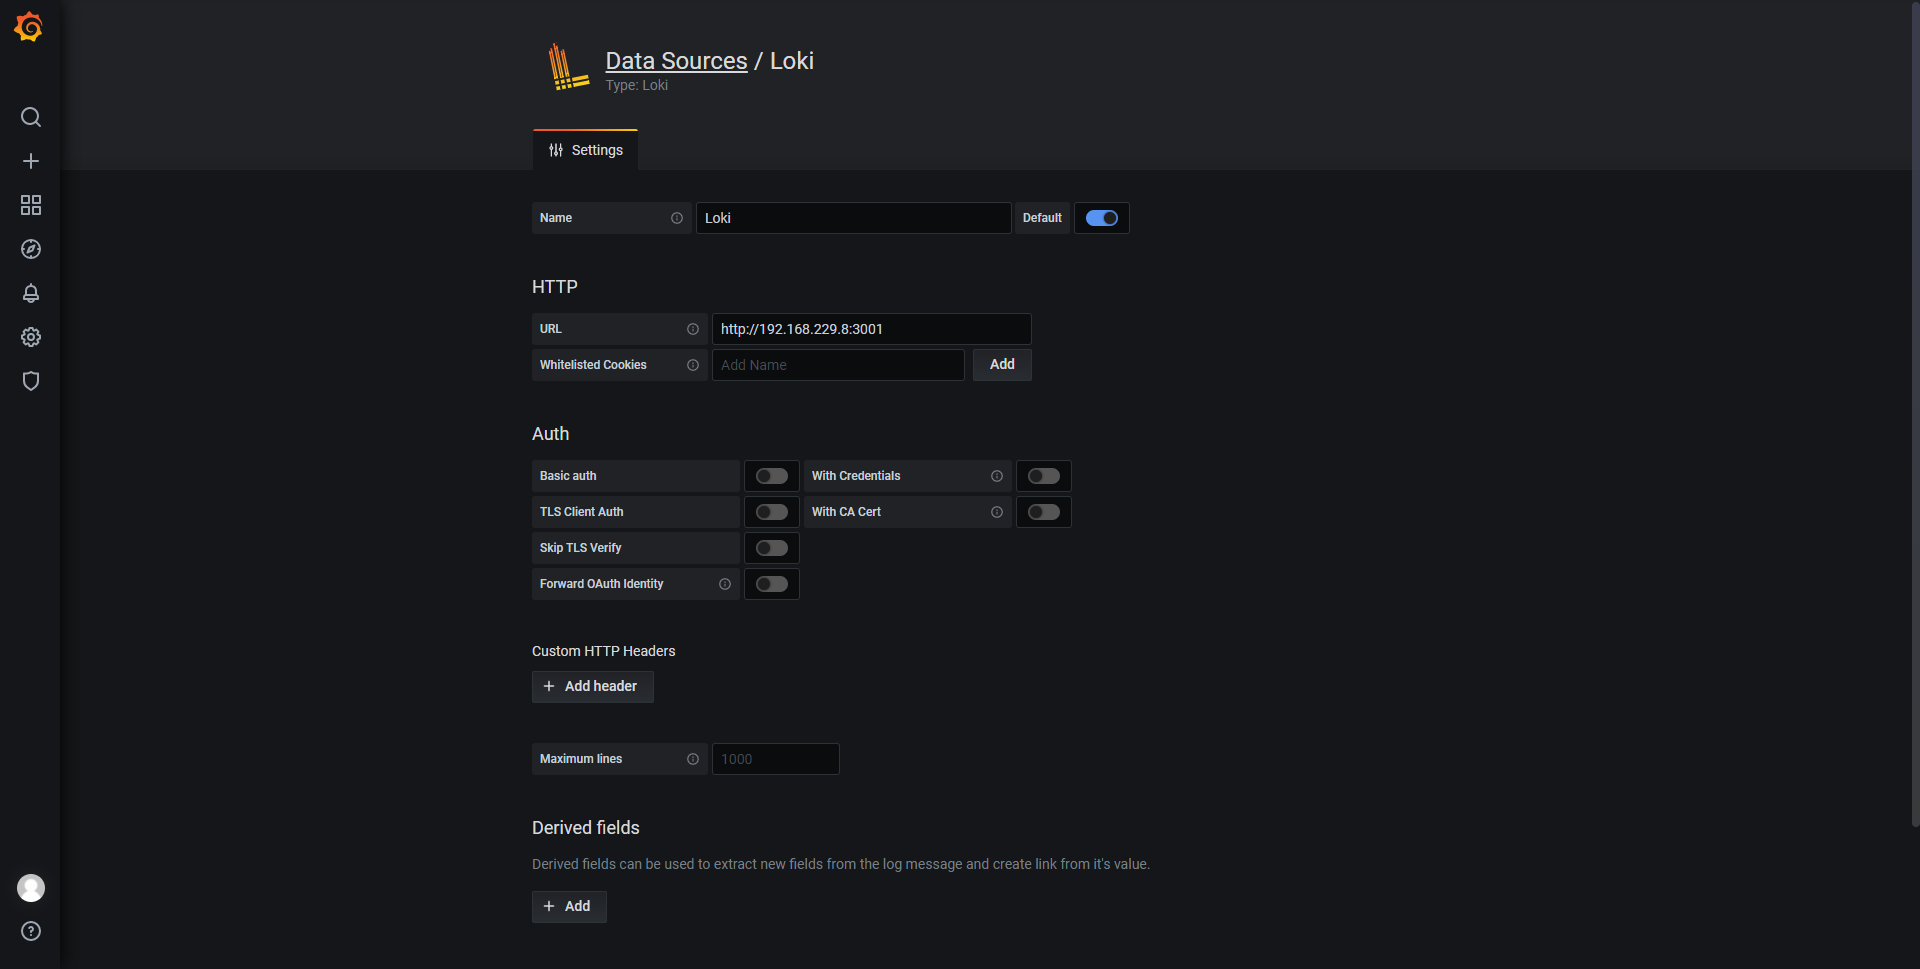 Data Sources / Loki
Type: Loki
Settings
Name Loki Default
HTTP
URL http://192.168.229.8:3001
Whitelisted Cookies Add Name Add
Auth
Basic auth With Credentials
TLS Client Auth With CA Cert
Skip TLS Verify
Forward OAuth Identity
Custom HTTP Headers
Add header
Maximum lines 1000
Derived fields
Derived fields can be used to extract new fields from the log message and create link from it's value.
Add